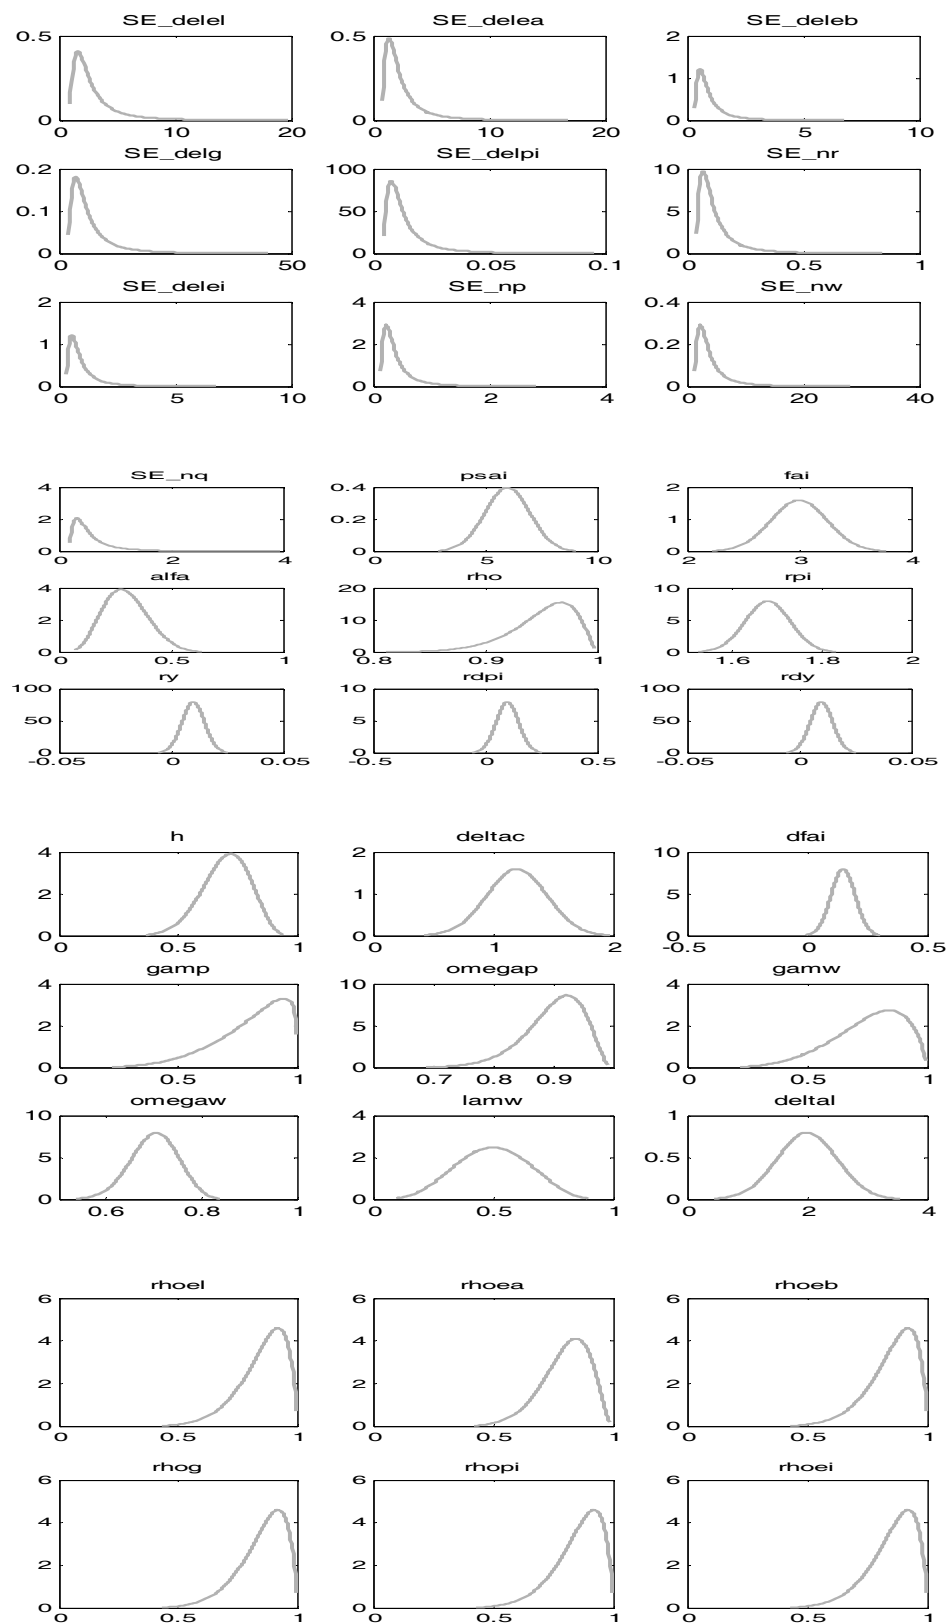 SE_delel SE_delea SE_deleb
0.5 0.5 2
1
0 0 0
0 10 20 0 10 20 0 5 10
SE_delg SE_delpi SE_nr
0.2 100 10
0.1 50 5
0 0 0
0 50 0 0.05 0.1 0 0.5 1
SE_delei SE_np SE_nw
2 4 0.4
1 2 0.2
0 0 0
0 5 10 0 2 4 0 20 40
SE_nq psai fai
4 0.4 2
2 0.2 1
0 0 0
0 2 4 0 5 10 2 3 4
alfa rho rpi
4 20 10
2 10 5
0 0 0
0 0.5 1 0.8 0.9 1 1.6 1.8 2
ry rdpi rdy
100 10 100
50 5 50
0 0 0
-0.05 0 0.05 -0.5 0 0.5 -0.05 0 0.05
h deltac dfai
4 2 10
2 1 5
0 0 0
0 0.5 1 0 1 2 -0.5 0 0.5
gamp omegap gamw
4 10 4
2 5 2
0 0 0
0 0.5 1 0.7 0.8 0.9 0 0.5 1
omegaw lamw deltal
10 4 1
5 2 0.5
0 0 0
0.6 0.8 1 0 0.5 1 0 2 4
rhoel rhoea rhoeb
6 6 6
4 4 4
2 2 2
0 0 0
0 0.5 1 0 0.5 1 0 0.5 1
rhog rhopi rhoei
6 6 6
4 4 4
2 2 2
0 0 0
0 0.5 1 0 0.5 1 0 0.5 1